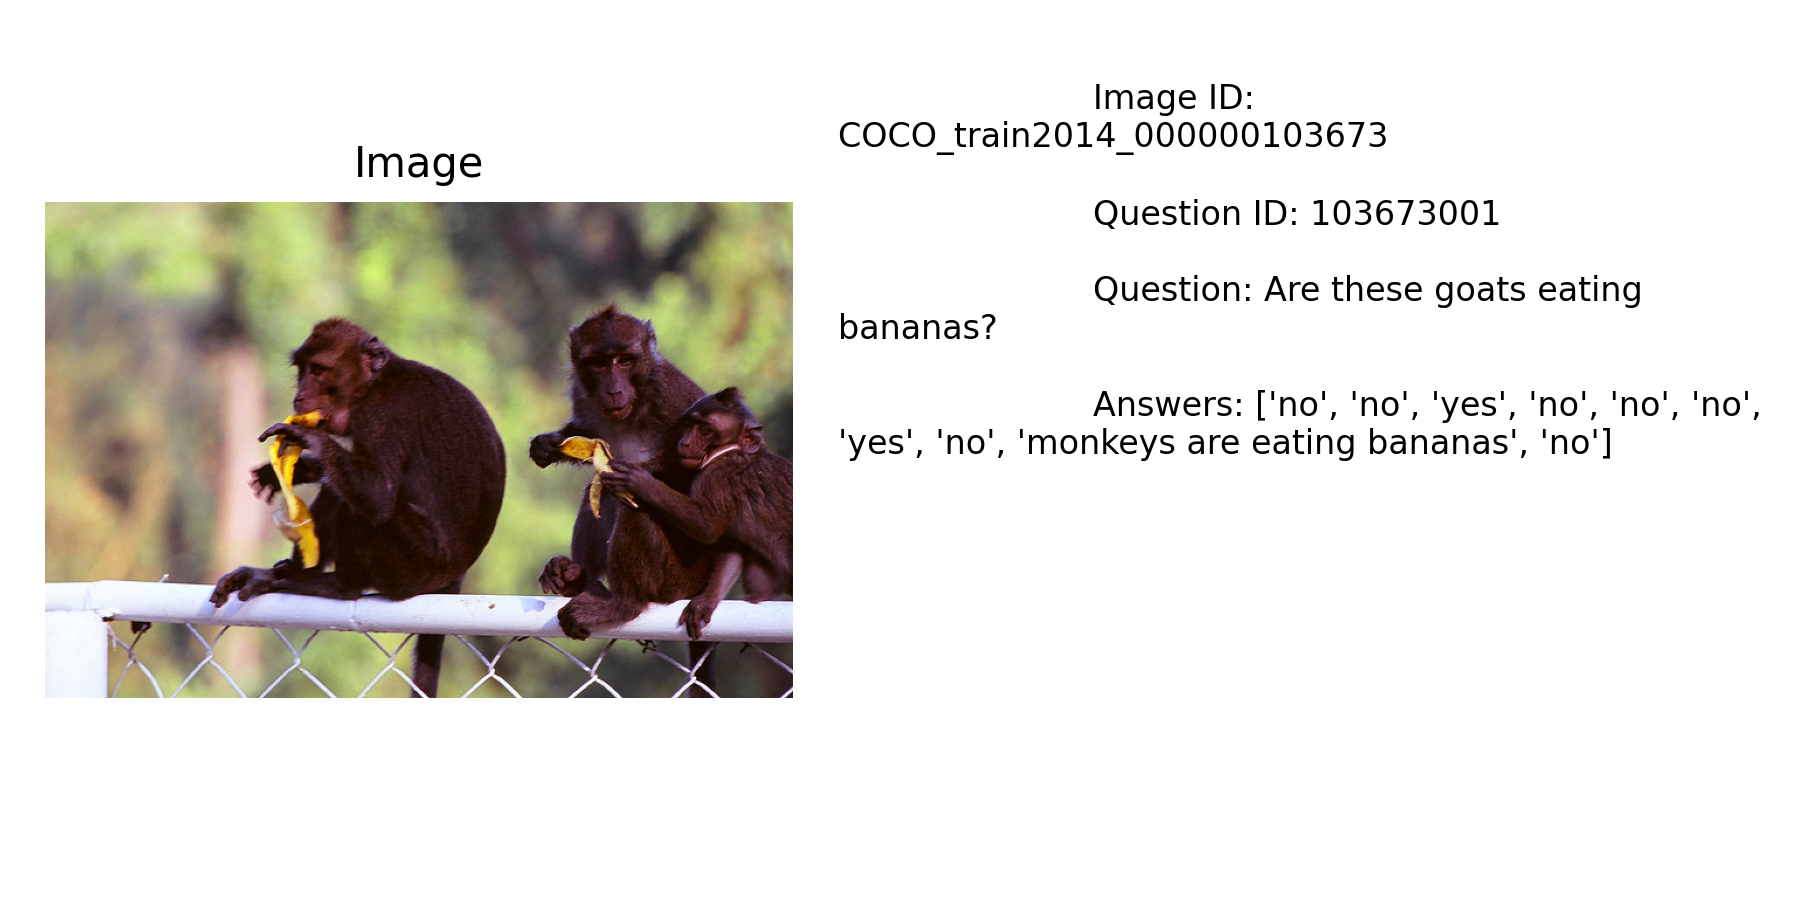 Image
Image ID:
COCO_train2014_000000103673
Question ID: 103673001
Question: Are these goats eating
bananas?
Answers: ['no', 'no', 'yes', 'no', 'no', 'no',
'yes', 'no', 'monkeys are eating bananas', 'no']